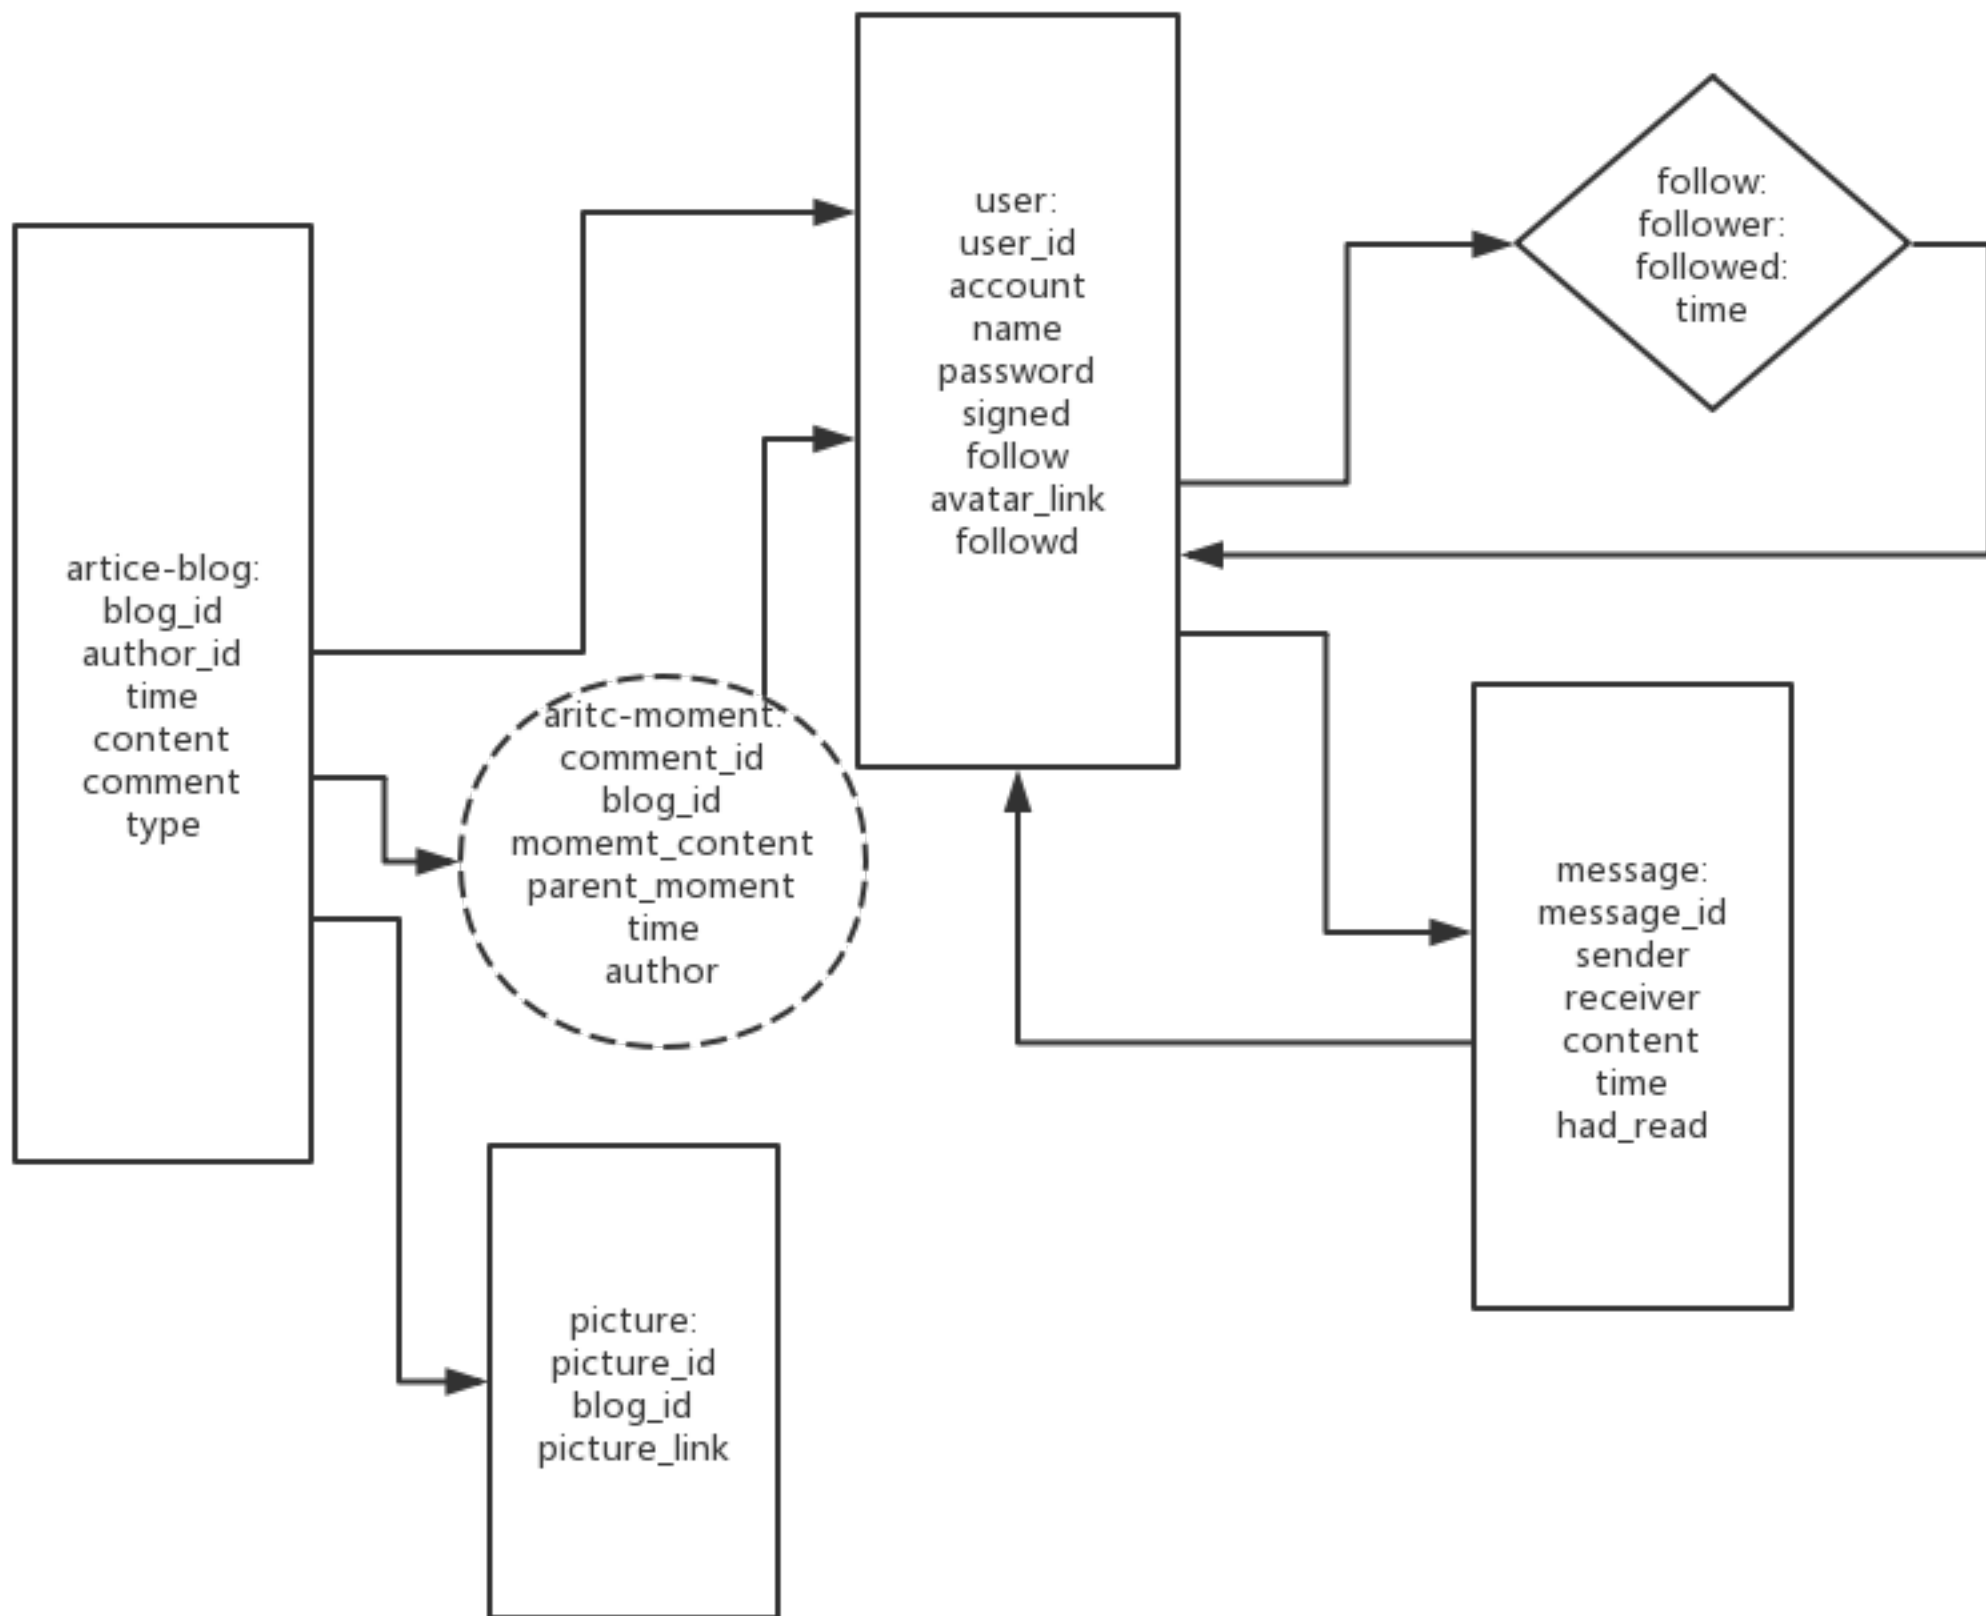 user:
user_id
account
name
password
signed
follow
avatar_link
followd
follow:
follower:
followed:
time
artice-blog:
blog_id
author_id
time
content
comment
type
aritc-moment:
comment_id
blog_id
momemt_content
parent_moment
time
author
message:
message_id
sender
receiver
content
time
had_read
picture:
picture_id
blog_id
picture_link